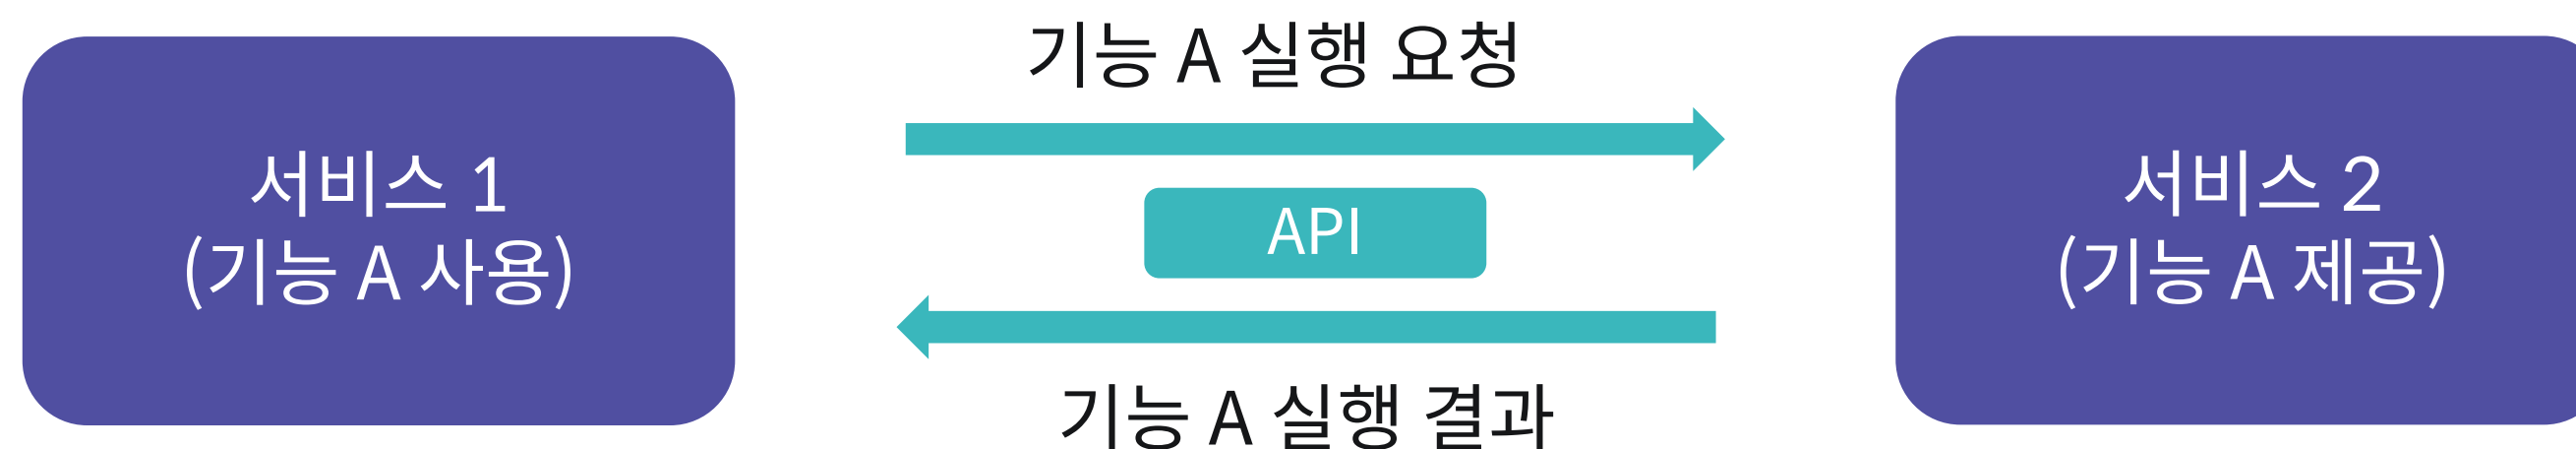 기능 A 실행 요청
서비스 1
(기능 A 사용)
API
서비스 2
(기능 A 제공)
기능 A 실행 결과